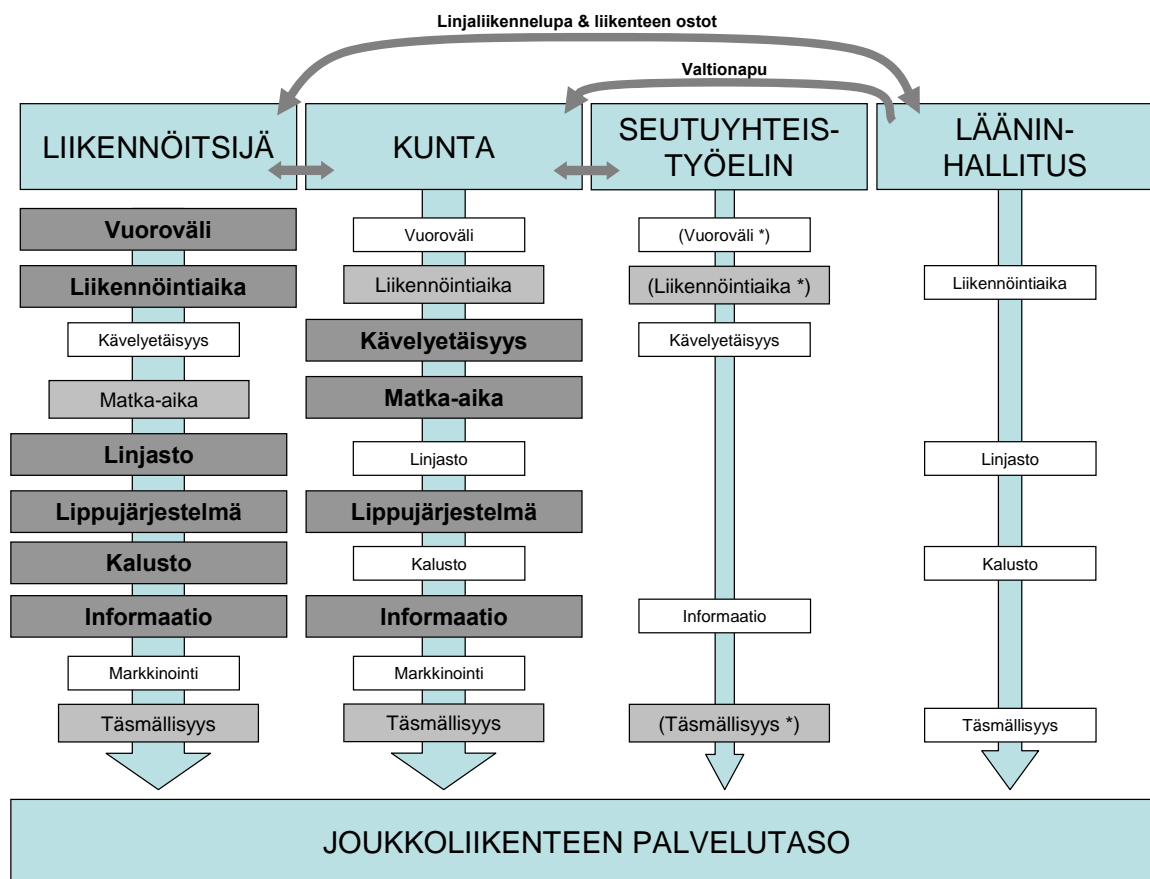 Linjaliikennelupa & liikenteen ostot
Valtionapu
LIIKENNÖITSIJÄ
KUNTA
SEUTUYHTEIS-
TYÖELIN
LÄÄNIN-
HALLITUS
Vuoroväli
Vuoroväli
(Vuoroväli *)
Liikennöintiaika
Liikennöintiaika
(Liikennöintiaika *)
Liikennöintiaika
Kävelyetäisyys
Kävelyetäisyys
Kävelyetäisyys
Matka-aika
Matka-aika
Linjasto
Linjasto
Linjasto
Lippujärjestelmä
Lippujärjestelmä
Kalusto
Kalusto
Kalusto
Informaatio
Informaatio
Informaatio
Markkinointi
Markkinointi
Täsmällisyys
Täsmällisyys
(Täsmällisyys *)
Täsmällisyys
JOUKKOLIIKENTEEN PALVELUTASO